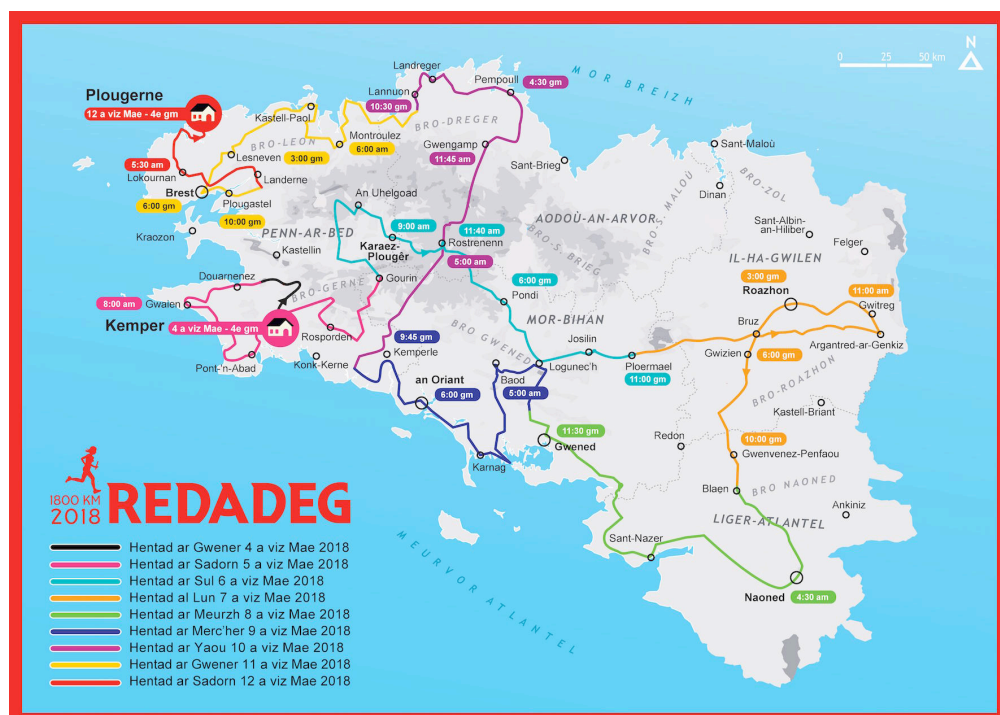 N
0 25 50 km
MOR BREIZH
Landreger
Pempoull
4:30 gm
Lannuon
10:30 gm
Plougerne
12 a viz Mae - 4e gm
Kastell-Paol
BRO-DREGER
Montroulez
6:00 am
BRO-LEON
Gwengamp
11:45 am
Sant-Brieg
Sant-Maloù
Lesneven
3:00 gm
5:30 am
Lokournan
Landerne
Brest
6:00 gm
Plougastel
10:00 gm
An Uhelgoad
Dinan
BRO-ZOL
BRO-S. MALOÙ
Sant-Albin-
an-Hiliber
Felger
AODOÙ-AN-ARVOR
BRO-S. BRIEG
Kraozon
PENN-AR-BED
9:00 am
11:40 am
Rostrenenn
5:00 am
Karaez-
Plougêr
Kastellin
IL-HA-GWILEN
3:00 gm
Roazhon
11:00 am
Gwitreg
Douarnenez
Gourin
BRO-GERNE
6:00 gm
Pondi
8:00 am
Gwaien
Kemper
4 a viz Mae - 4e gm
Rosporden
MOR-BIHAN
BRO GWENED
Bruz
Argantred-ar-Genkiz
9:45 gm
Kemperle
Josilin
Gwizien
6:00 gm
Pont-'n-Abad
Konk-Kerne
Logunec'h
Ploermael
11:00 gm
BRO-ROAZHON
an Oriant
6:00 gm
Baod
5:00 am
Kastell-Briant
11:30 gm
Gwened
Redon
10:00 gm
Gwenvenez-Penfaou
Karnag
Blaen
BRO NAONED
Ankiniz
LIGER-ATLANTEL
Sant-Nazer
Naoned
4:30 am
MEURVOR ATLANTEL
1800 KM
2018 REDADEG
Hentad ar Gwener 4 a viz Mae 2018
Hentad ar Sadorn 5 a viz Mae 2018
Hentad ar Sul 6 a viz Mae 2018
Hentad al Lun 7 a viz Mae 2018
Hentad ar Meurzh 8 a viz Mae 2018
Hentad ar Merc'her 9 a viz Mae 2018
Hentad ar Yaou 10 a viz Mae 2018
Hentad ar Gwener 11 a viz Mae 2018
Hentad ar Sadorn 12 a viz Mae 2018